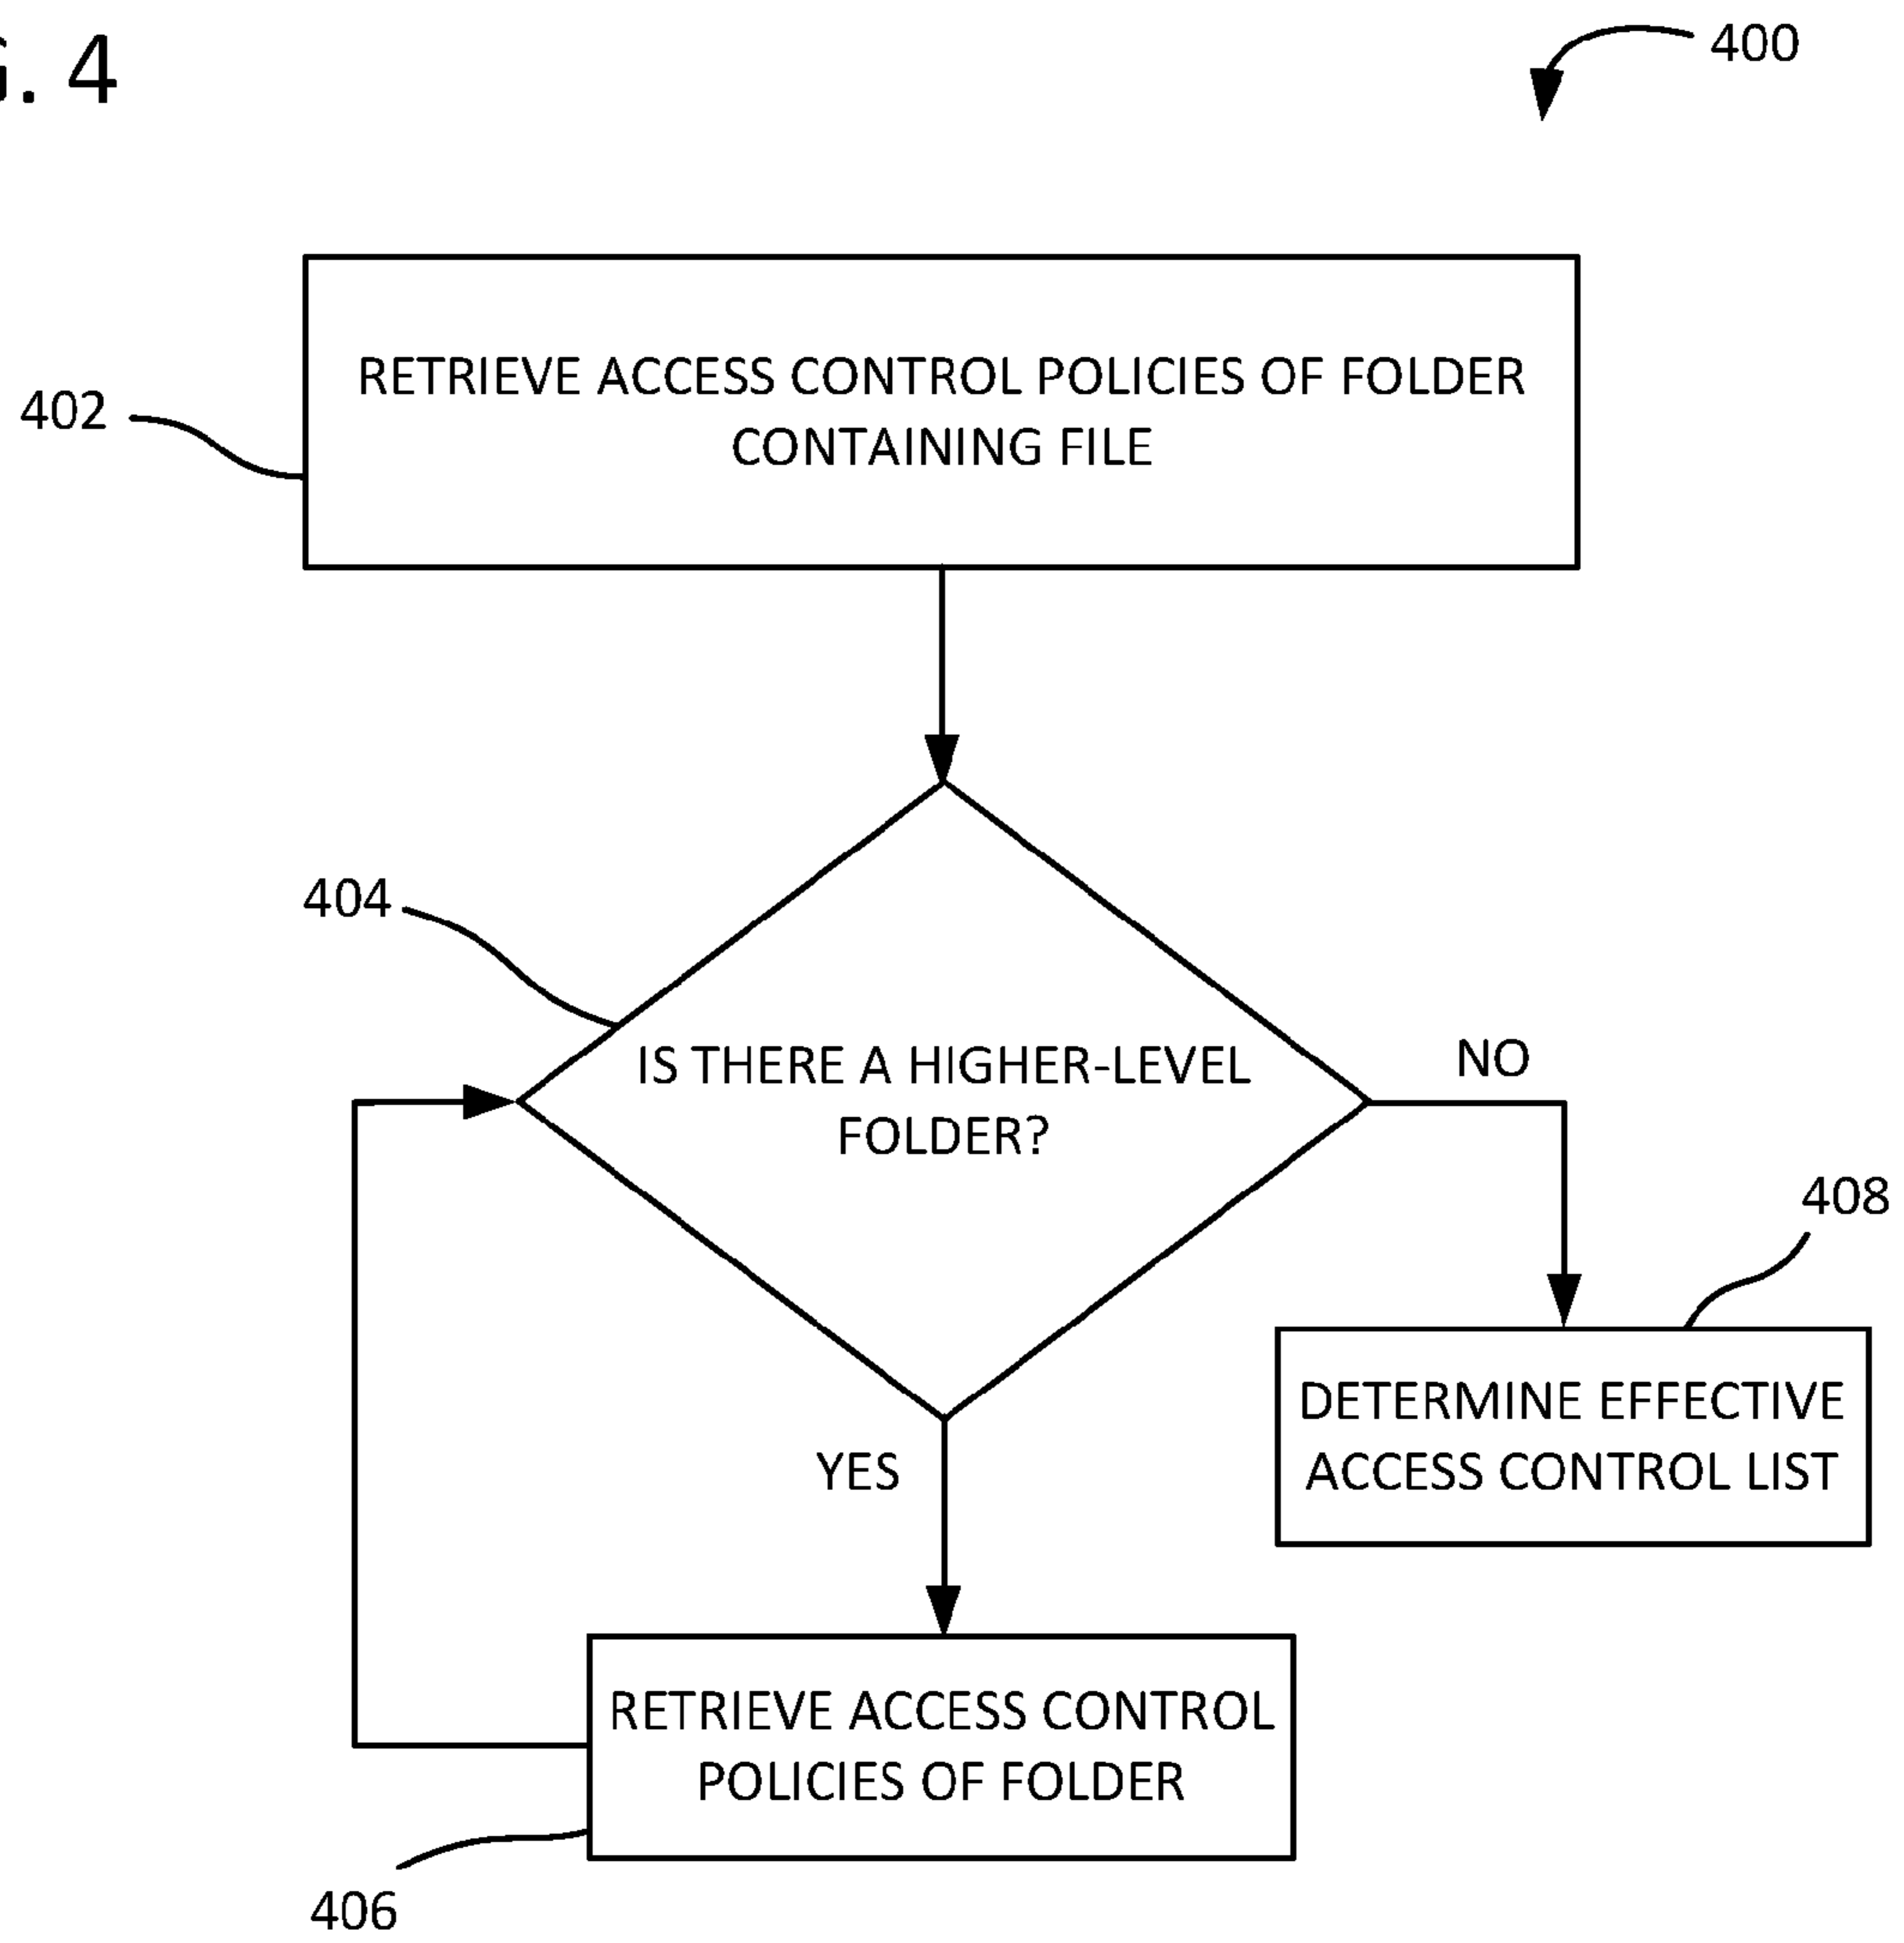 . 4
400
RETRIEVE ACCESS CONTROL POLICIES OF FOLDER
CONTAINING FILE
402
404
IS THERE A HIGHER-LEVEL
FOLDER?
NO
408
DETERMINE EFFECTIVE
ACCESS CONTROL LIST
YES
RETRIEVE ACCESS CONTROL
POLICIES OF FOLDER
406